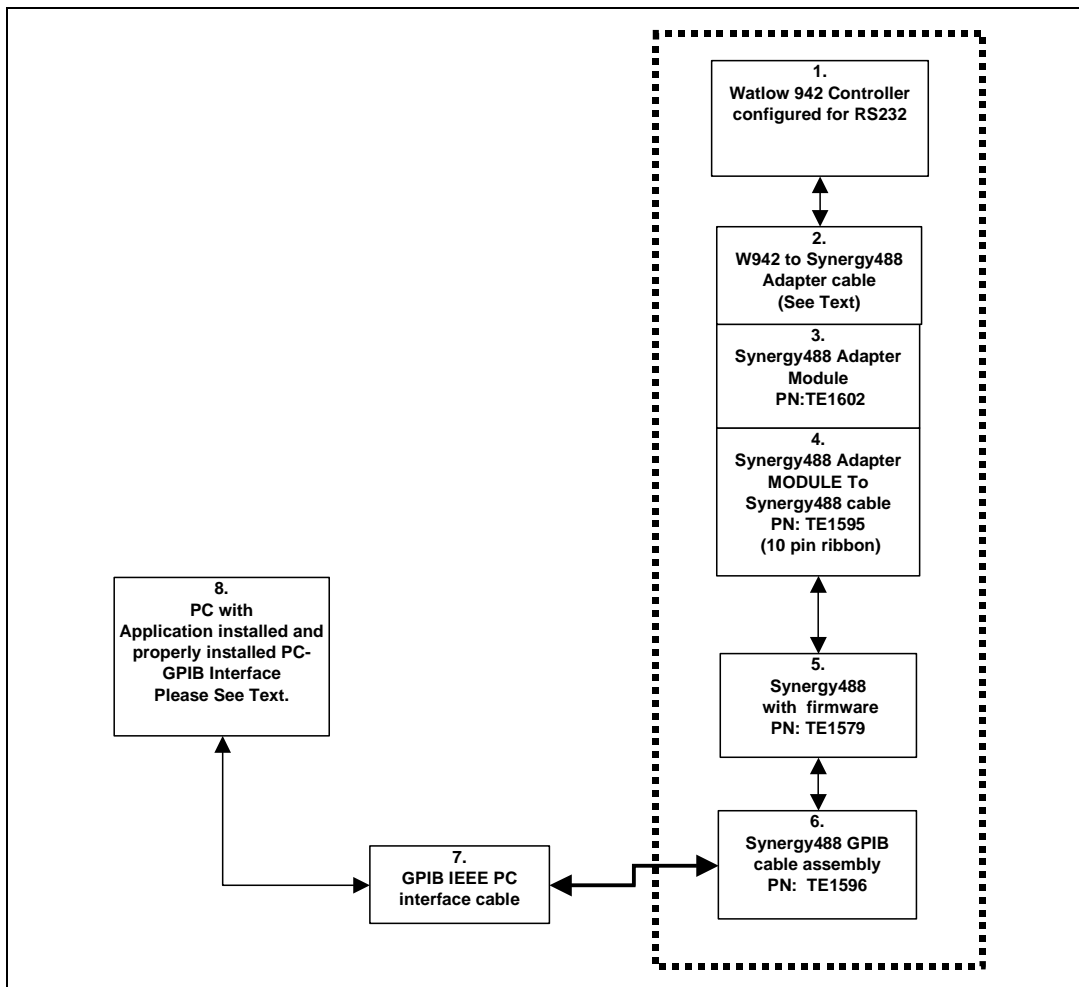 1.
Watlow 942 Controller
configured for RS232
2.
W942 to Synergy488
Adapter cable
(See Text)
3.
Synergy488 Adapter
Module
PN:TE1602
4.
Synergy488 Adapter
MODULE To
Synergy488 cable
PN: TE1595
(10 pin ribbon)
5.
Synergy488
with firmware
PN: TE1579
6.
Synergy488 GPIB
cable assembly
PN: TE1596
7.
GPIB IEEE PC
interface cable
8.
PC with
Application installed and
properly installed PC-
GPIB Interface
Please See Text.